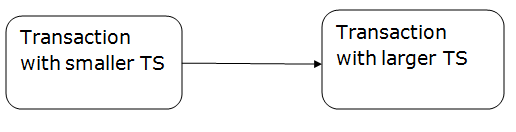 Transaction
with smaller TS
Transaction
with larger TS